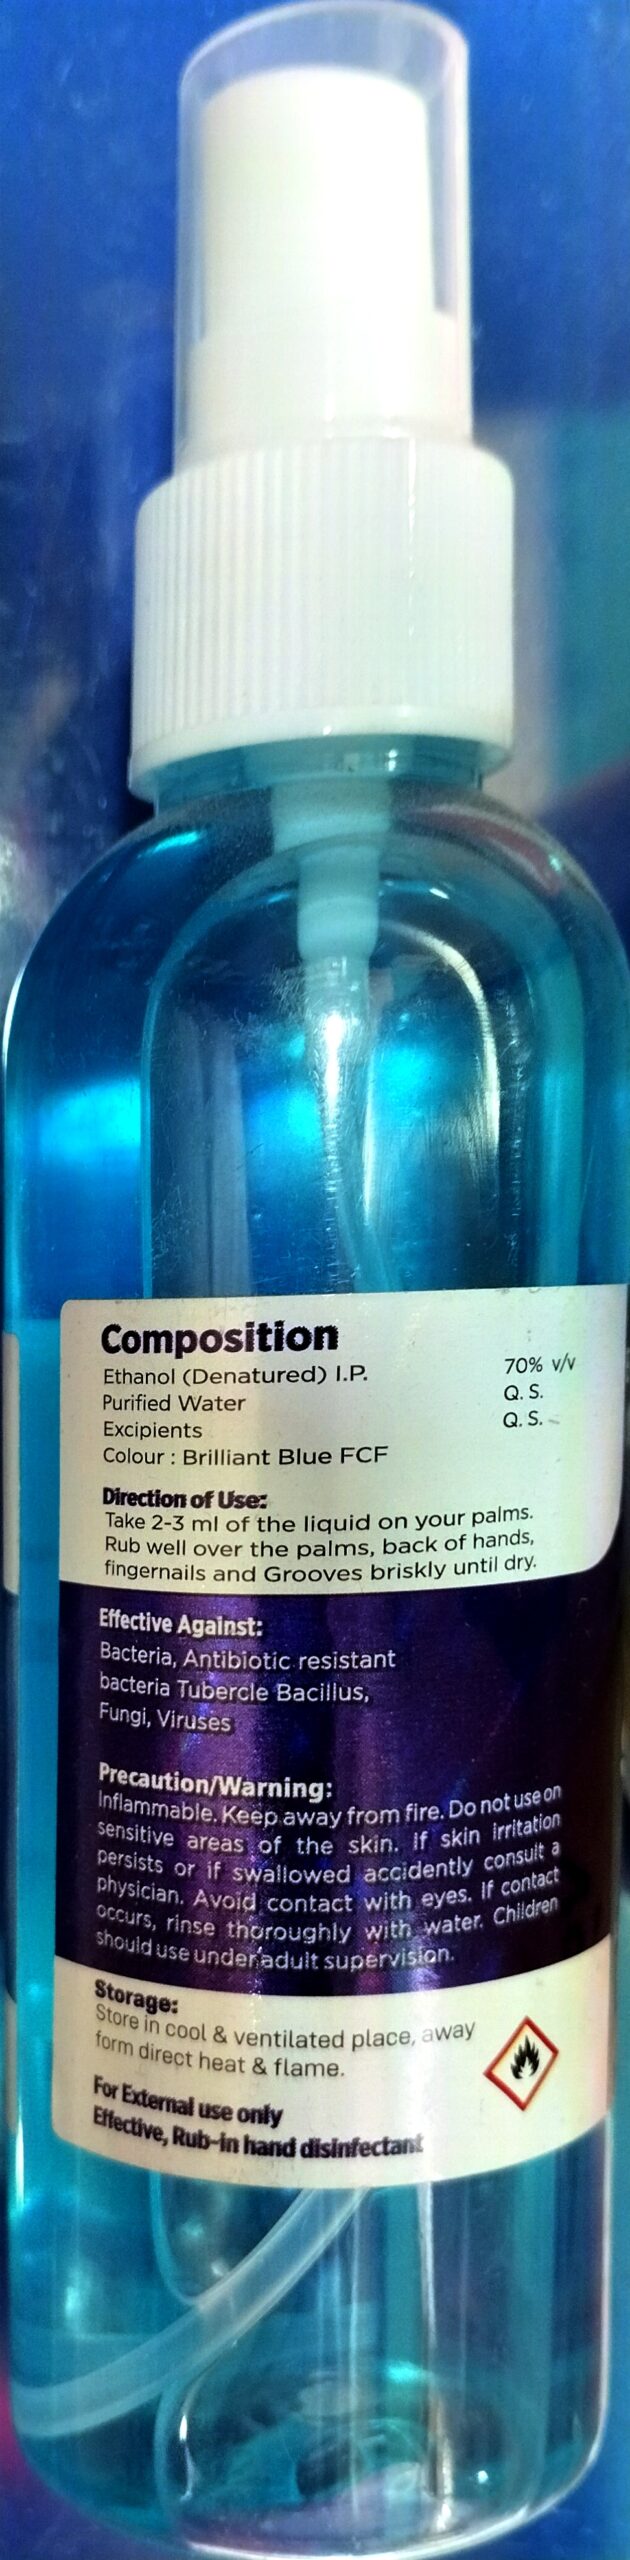 Composition
Ethanol (Denatured) I.P. 70% v/v
Purified Water Q. S.
Excipients Q. S.
Colour : Brilliant Blue FCF
Direction of Use:
Take 2-3 ml of the liquid on your palms.
Rub well over the palms, back of hands,
fingernails and Grooves briskly until dry.
Effective Against:
Bacteria, Antibiotic resistant
bacteria Tubercle Bacillus,
Fungi, Viruses
Precaution/Warning:
Inflammable. Keep away from fire. Do not use on
sensitive areas of the skin. If skin irritation
persists or if swallowed accidently consult a
physician. Avoid contact with eyes. If contact
occurs, rinse thoroughly with water. Children
should use under adult supervision.
Storage:
Store in cool & ventilated place, away
form direct heat & flame.
For External use only
Effective, Rub-in hand disinfectant